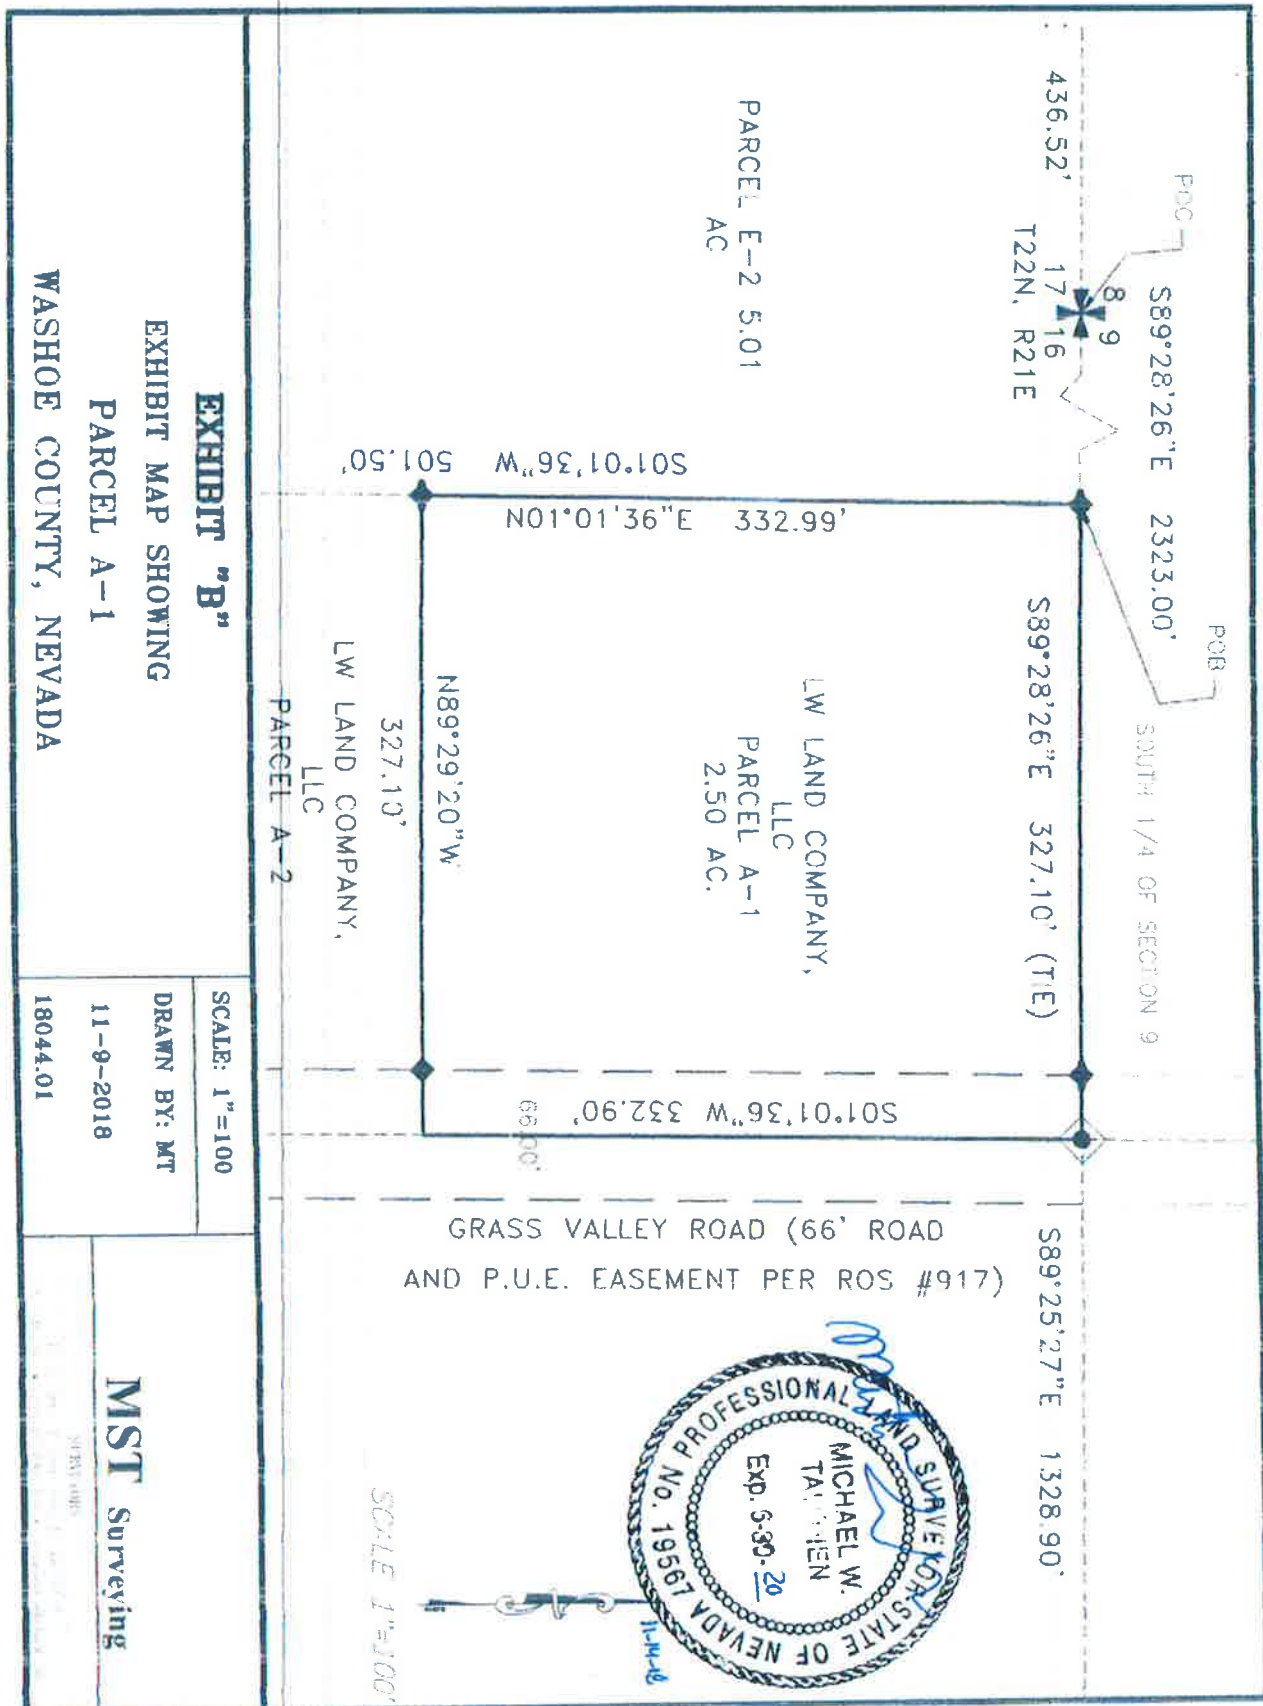 POC
S89°28'26"E 2323.00'
POB
SOUTH 1/4 OF SECTION 9
8 9
436.52' 17 16
T22N, R21E
S89°28'26"E 327.10' (TIE)
S89°25'27"E 1328.90'
PARCEL E-2 5.01
AC
S01°01'36"W 501.50'
N01°01'36"E 332.99'
LW LAND COMPANY,
LLC
PARCEL A-1
2.50 AC.
S01°01'36"W 332.90'
66.00'
GRASS VALLEY ROAD (66' ROAD
AND P.U.E. EASEMENT PER ROS #917)
N89°29'20"W
327.10'
LW LAND COMPANY,
LLC
PARCEL A-2
PROFESSIONAL LAND SURVEYOR-STATE OF NEVADA
NO. 19567
MICHAEL W.
Exp. 6-30-20
11-14-18
SCALE 1"=100'
EXHIBIT "B"
EXHIBIT MAP SHOWING
PARCEL A-1
WASHOE COUNTY, NEVADA
SCALE: 1"=100
DRAWN BY: MT
11-9-2018
18044.01
MST Surveying